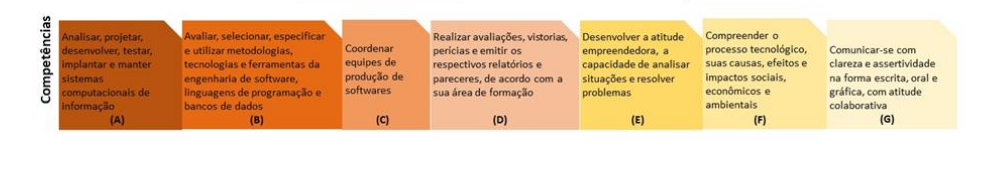 Competências
Analisar, projetar,
desenvolver, testar,
implantar e manter
sistemas
computacionais de
informação
(A)
Avaliar, selecionar, especificar
e utilizar metodologias,
tecnologias e ferramentas da
engenharia de software,
linguagens de programação e
bancos de dados
(B)
Coordenar
equipes de
produção de
softwares
(C)
Realizar avaliações, vistorias,
perícias e emitir os
respectivos relatórios e
pareceres, de acordo com a
sua área de formação
(D)
Desenvolver a atitude
empreendedora, a
capacidade de analisar
situações e resolver
problemas
(E)
Compreender o
processo tecnológico,
suas causas, efeitos e
impactos sociais,
econômicos e
ambientais
(F)
Comunicar-se com
clareza e assertividade
na forma escrita, oral e
gráfica, com atitude
colaborativa
(G)